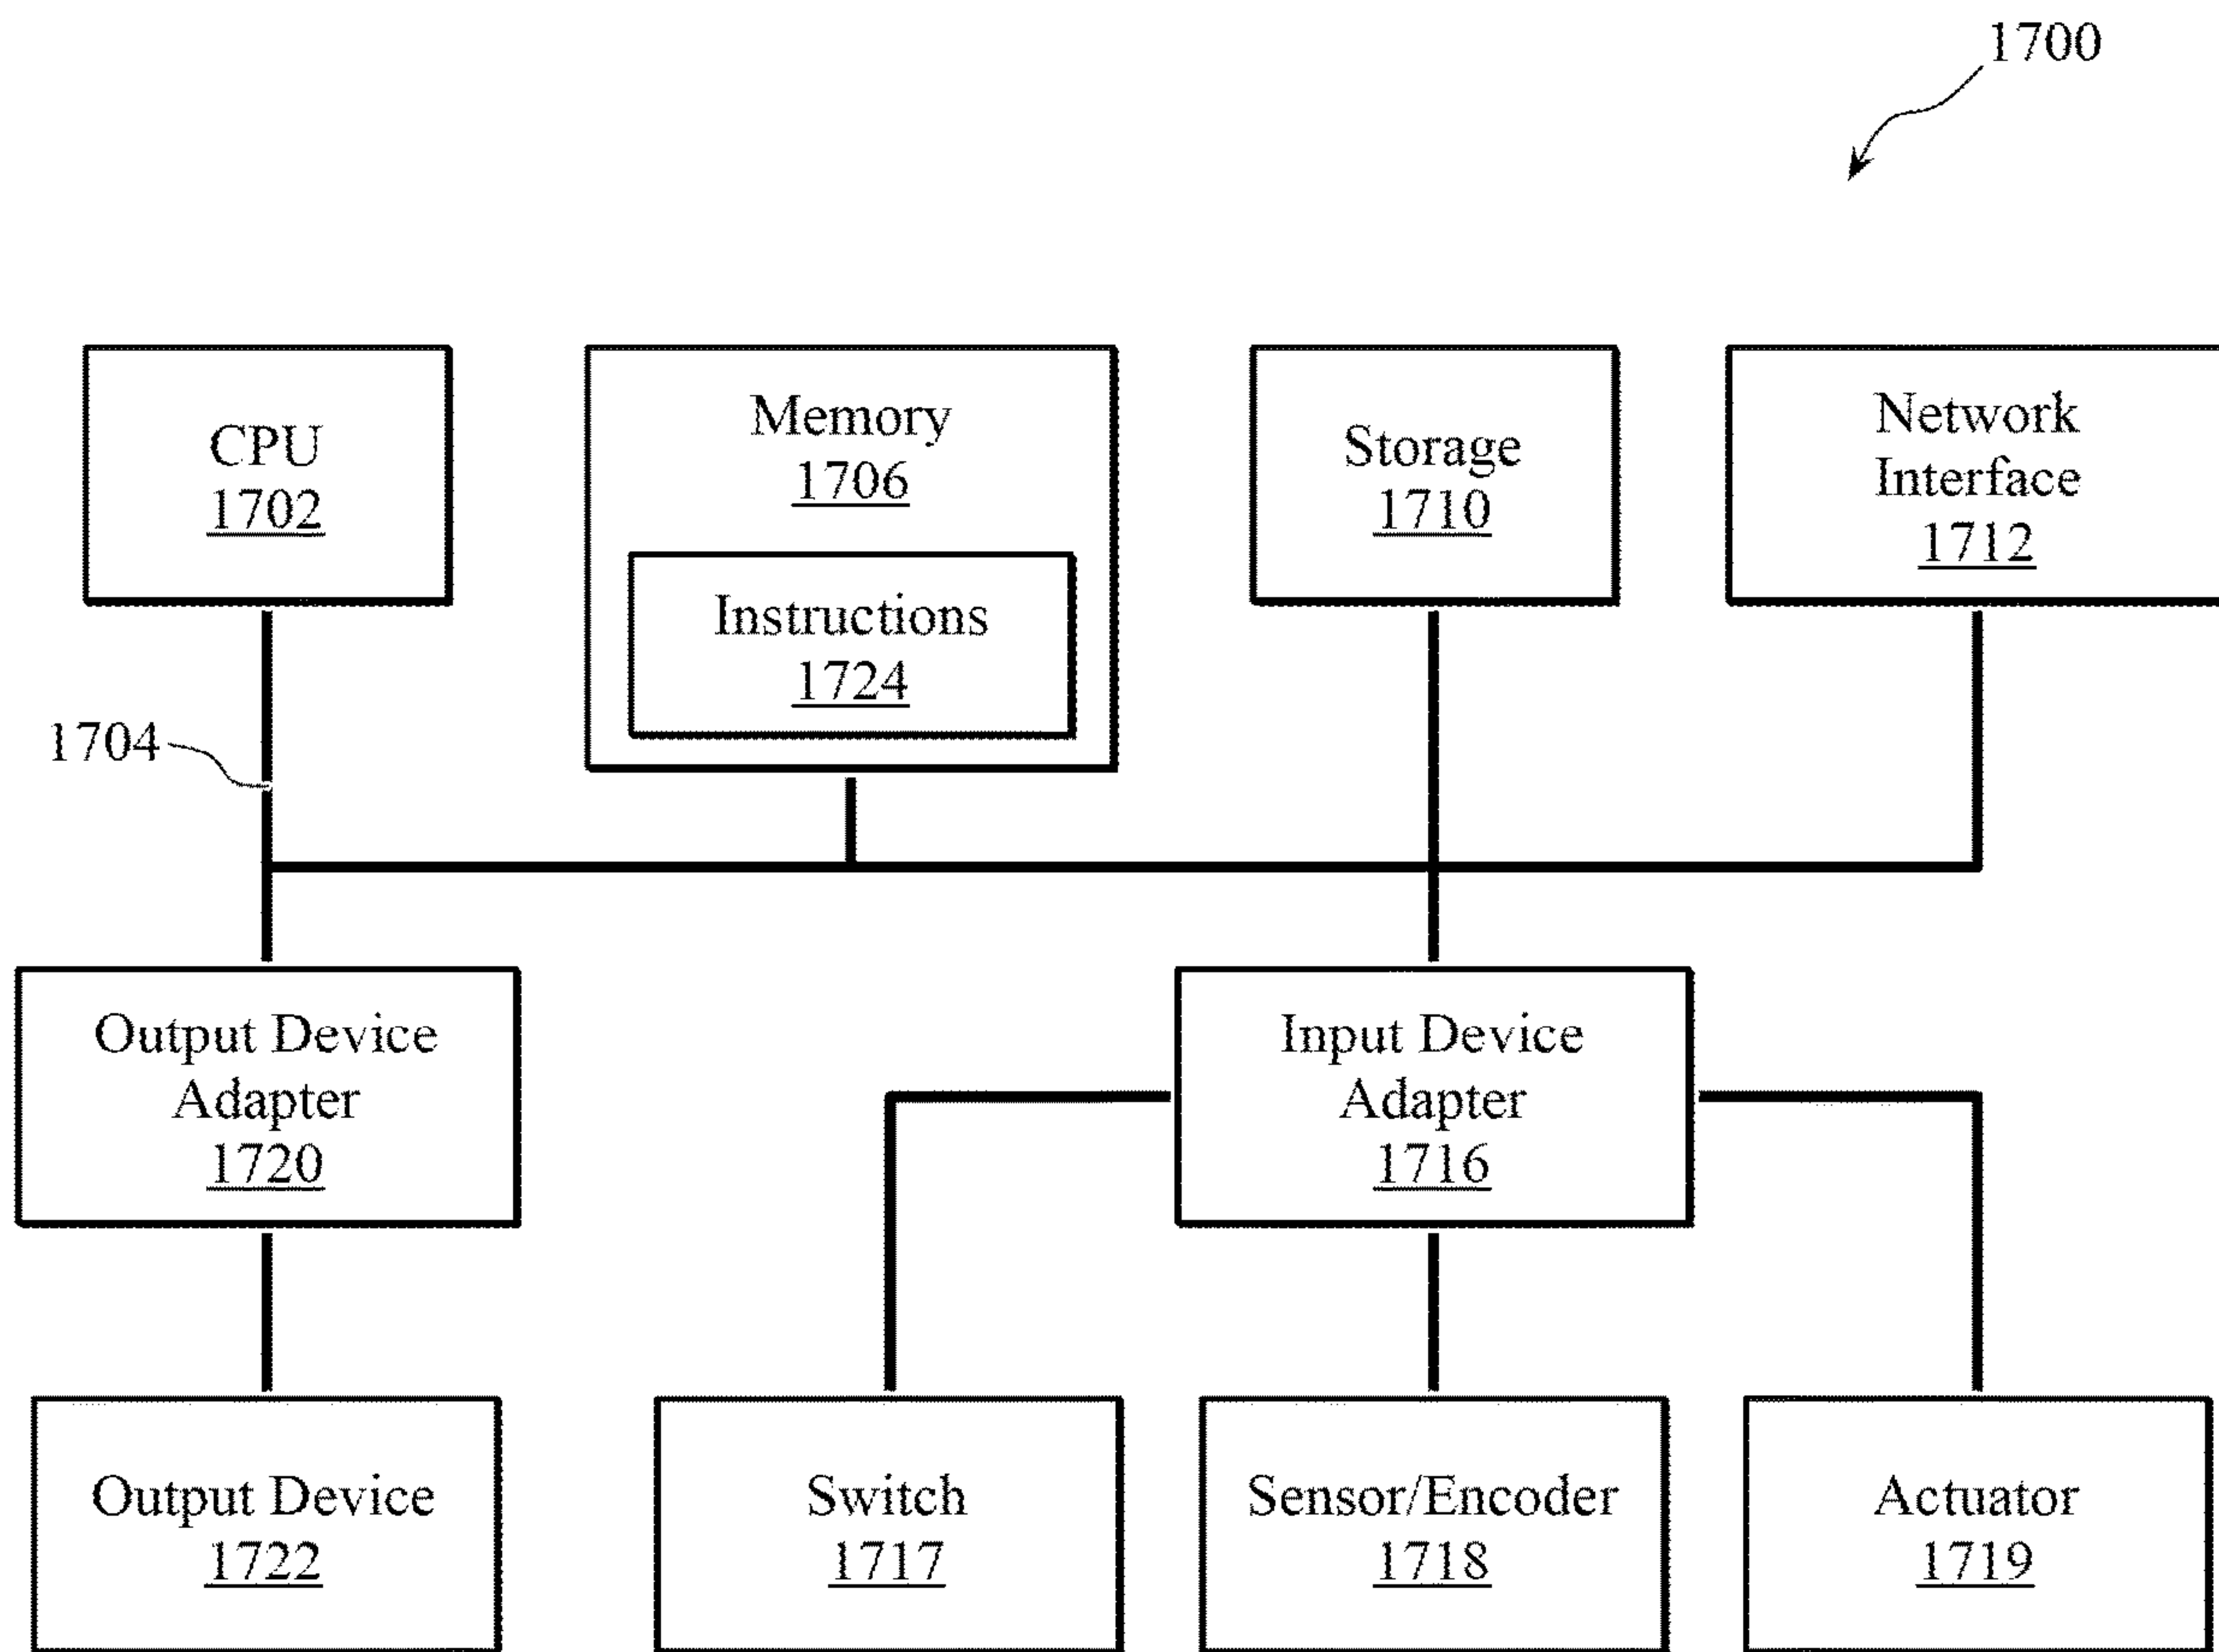 1700
CPU
1702
Memory
1706
Instructions
1724
Storage
1710
Network
Interface
1712
1704
Output Device
Adapter
1720
Input Device
Adapter
1716
Output Device
1722
Switch
1717
Sensor/Encoder
1718
Actuator
1719